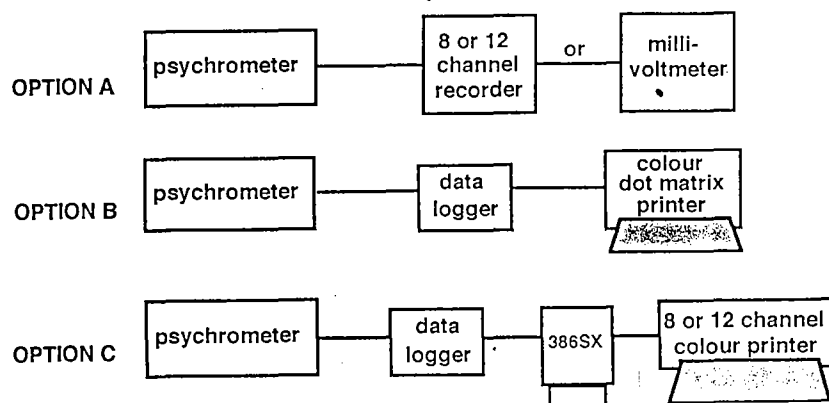 OPTION A
psychrometer
8 or 12
channel
recorder
or
milli-
voltmeter
OPTION B
psychrometer
data
logger
colour
dot matrix
printer
OPTION C
psychrometer
data
logger
386SX
8 or 12 channel
colour printer